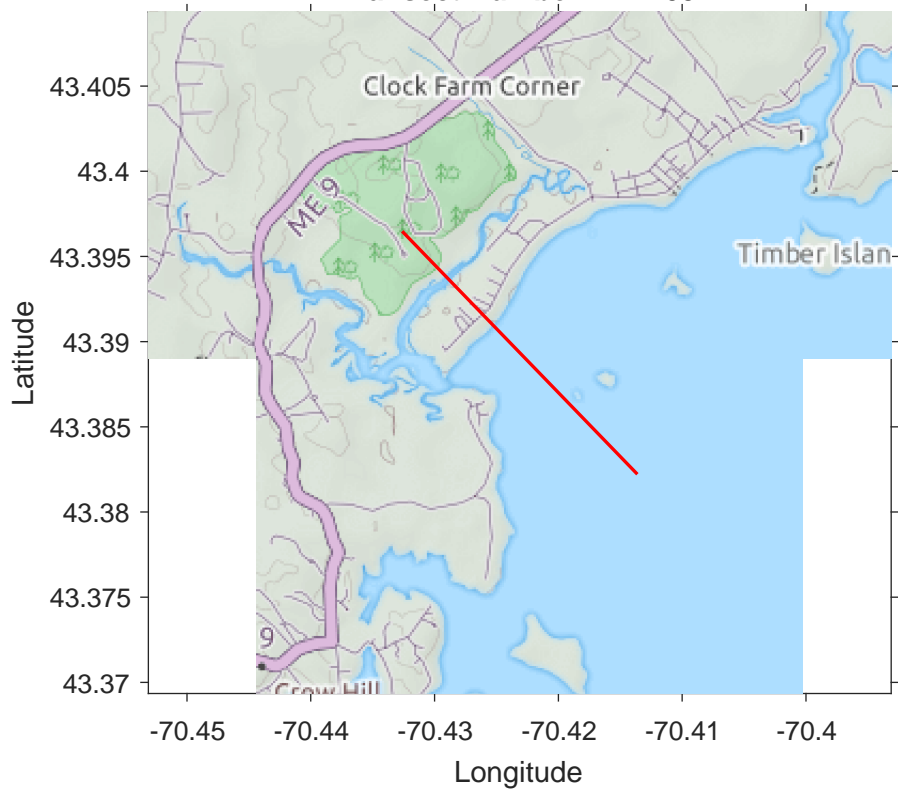 Clock Farm Corner
ME 9
Timber Islan
9
Crow Hill
43.405
43.4
43.395
43.39
43.385
43.38
43.375
43.37
Latitude
-70.45
-70.44
-70.43
-70.42
-70.41
-70.4
Longitude